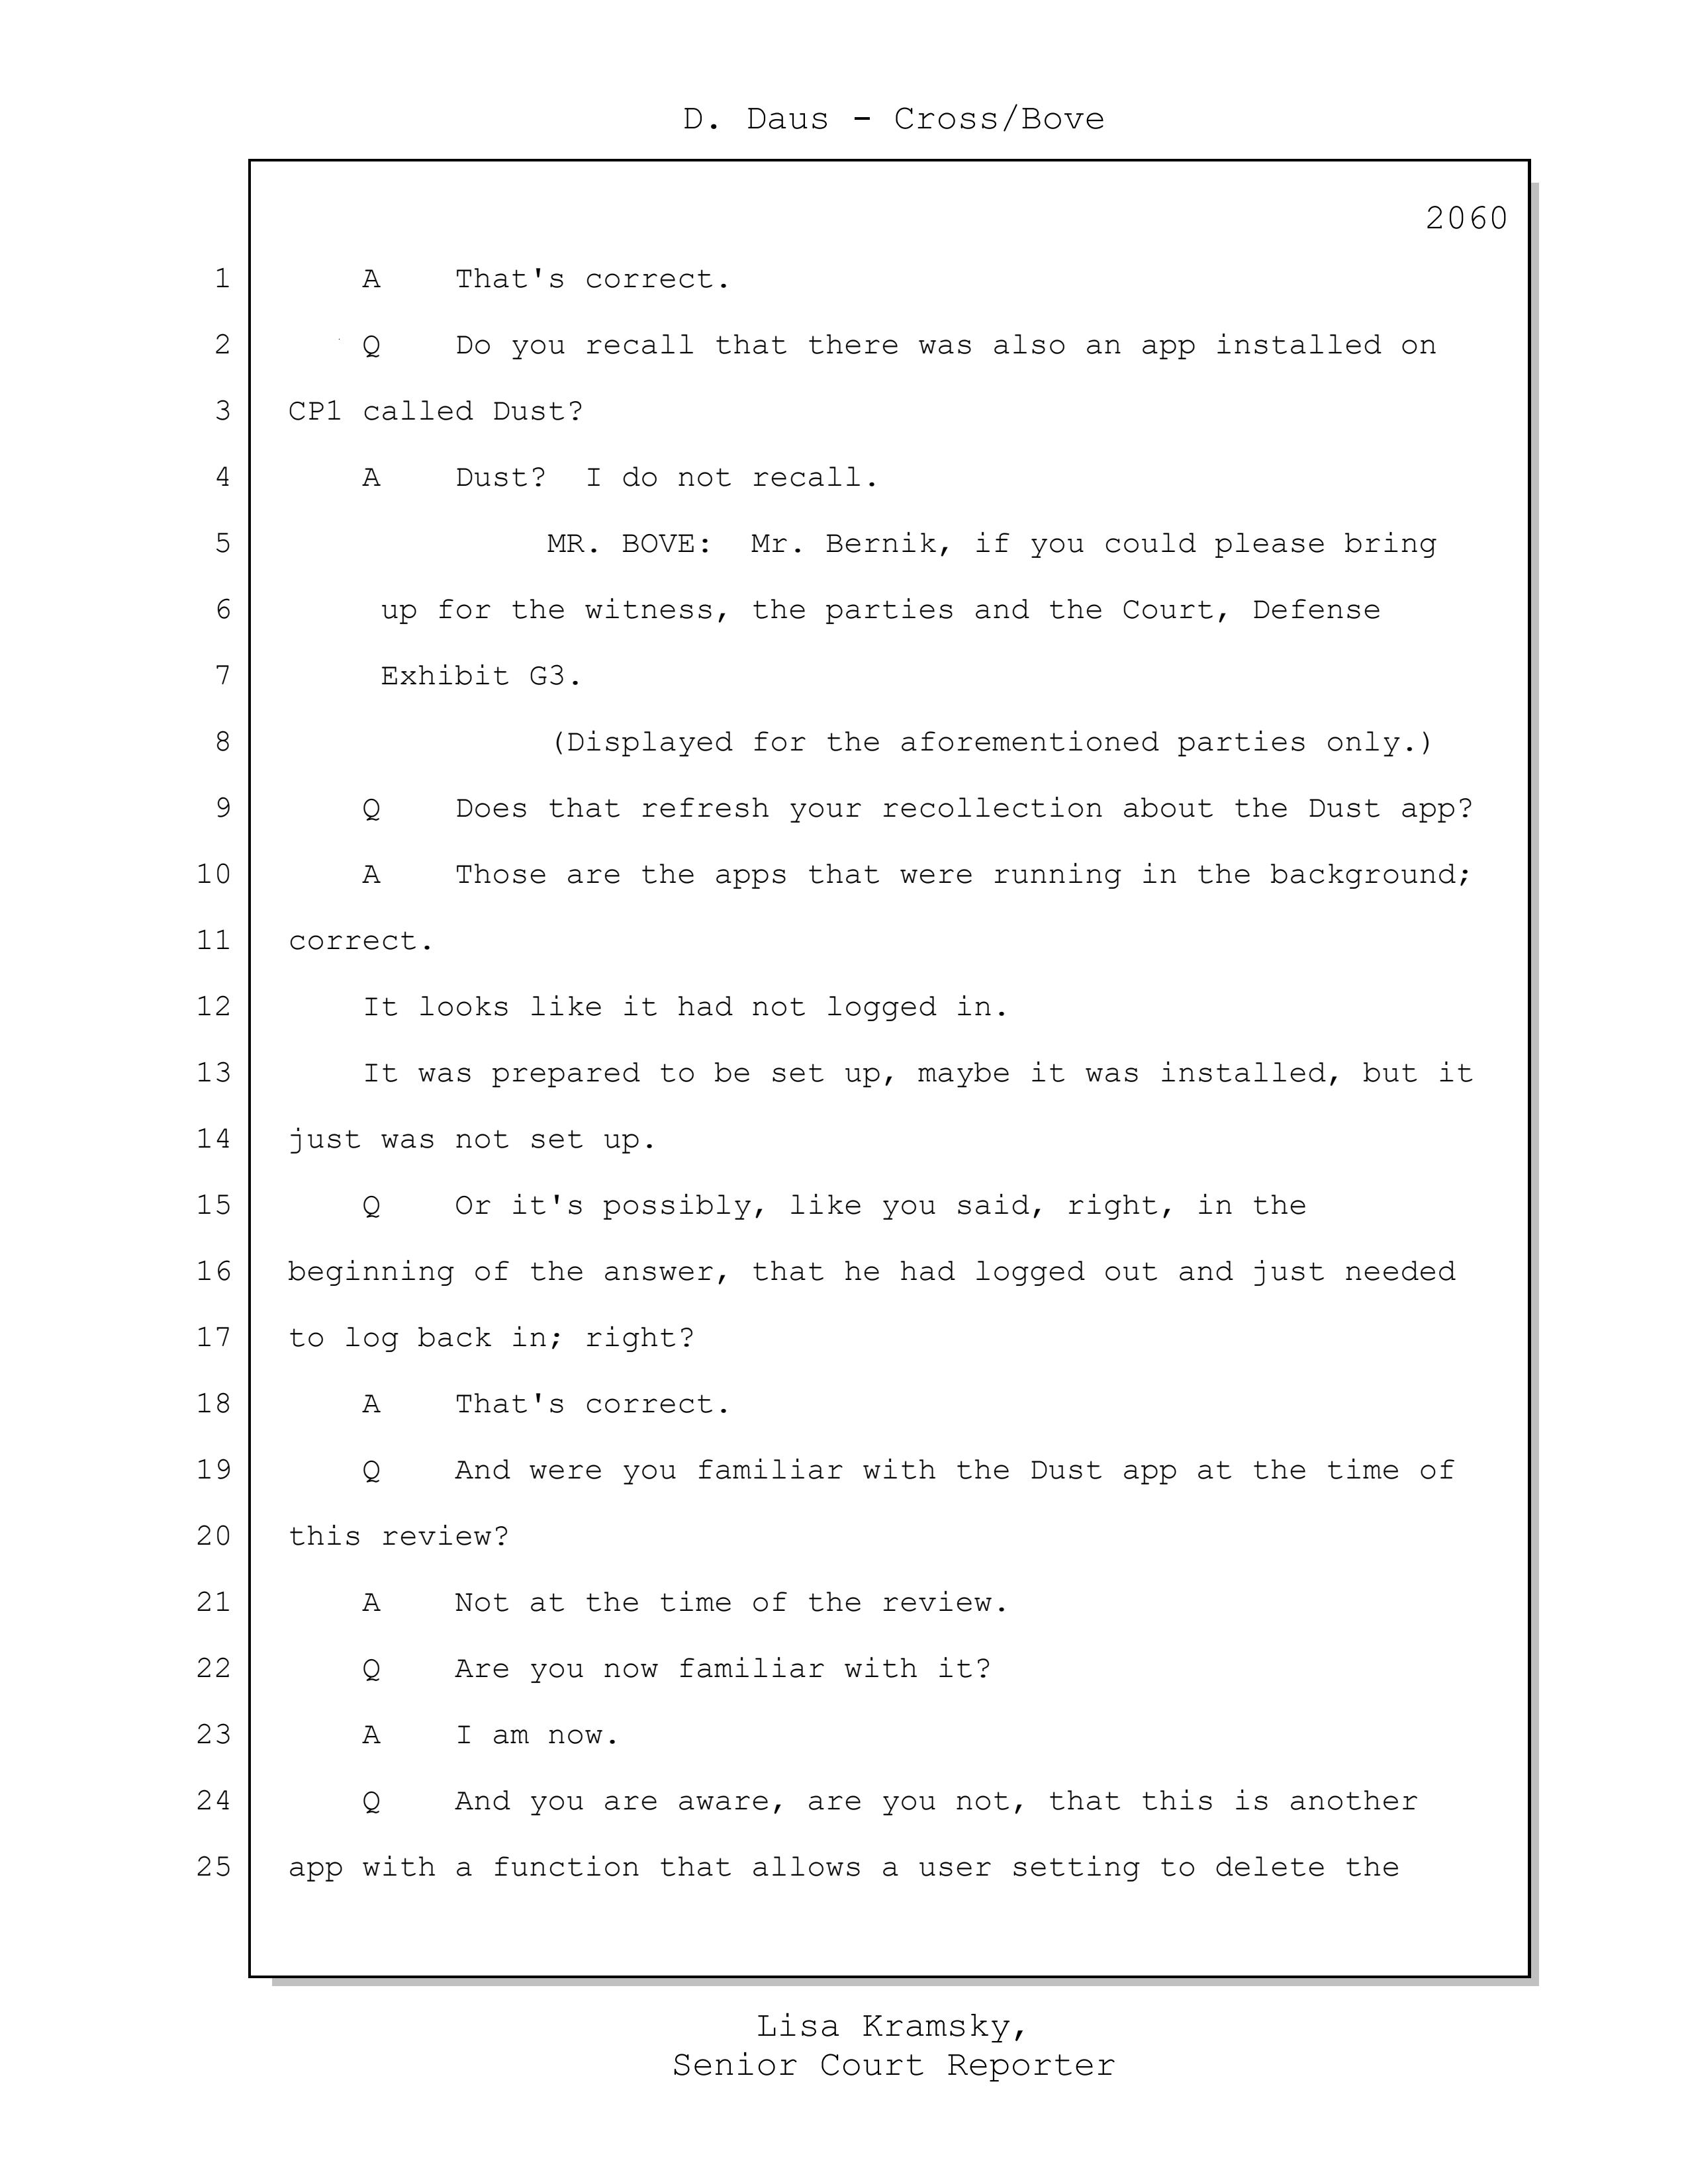 D. Daus - Cross/Bove
2060
1 A That's correct.
2 Q Do you recall that there was also an app installed on
3 CP1 called Dust?
4 A Dust? I do not recall.
5 MR. BOVE: Mr. Bernik, if you could please bring
6 up for the witness, the parties and the Court, Defense
7 Exhibit G3.
8 (Displayed for the aforementioned parties only.)
9 Q Does that refresh your recollection about the Dust app?
10 A Those are the apps that were running in the background;
11 correct.
12 It looks like it had not logged in.
13 It was prepared to be set up, maybe it was installed, but it
14 just was not set up.
15 Q Or it's possibly, like you said, right, in the
16 beginning of the answer, that he had logged out and just needed
17 to log back in; right?
18 A That's correct.
19 Q And were you familiar with the Dust app at the time of
20 this review?
21 A Not at the time of the review.
22 Q Are you now familiar with it?
23 A I am now.
24 Q And you are aware, are you not, that this is another
25 app with a function that allows a user setting to delete the
Lisa Kramsky,
Senior Court Reporter